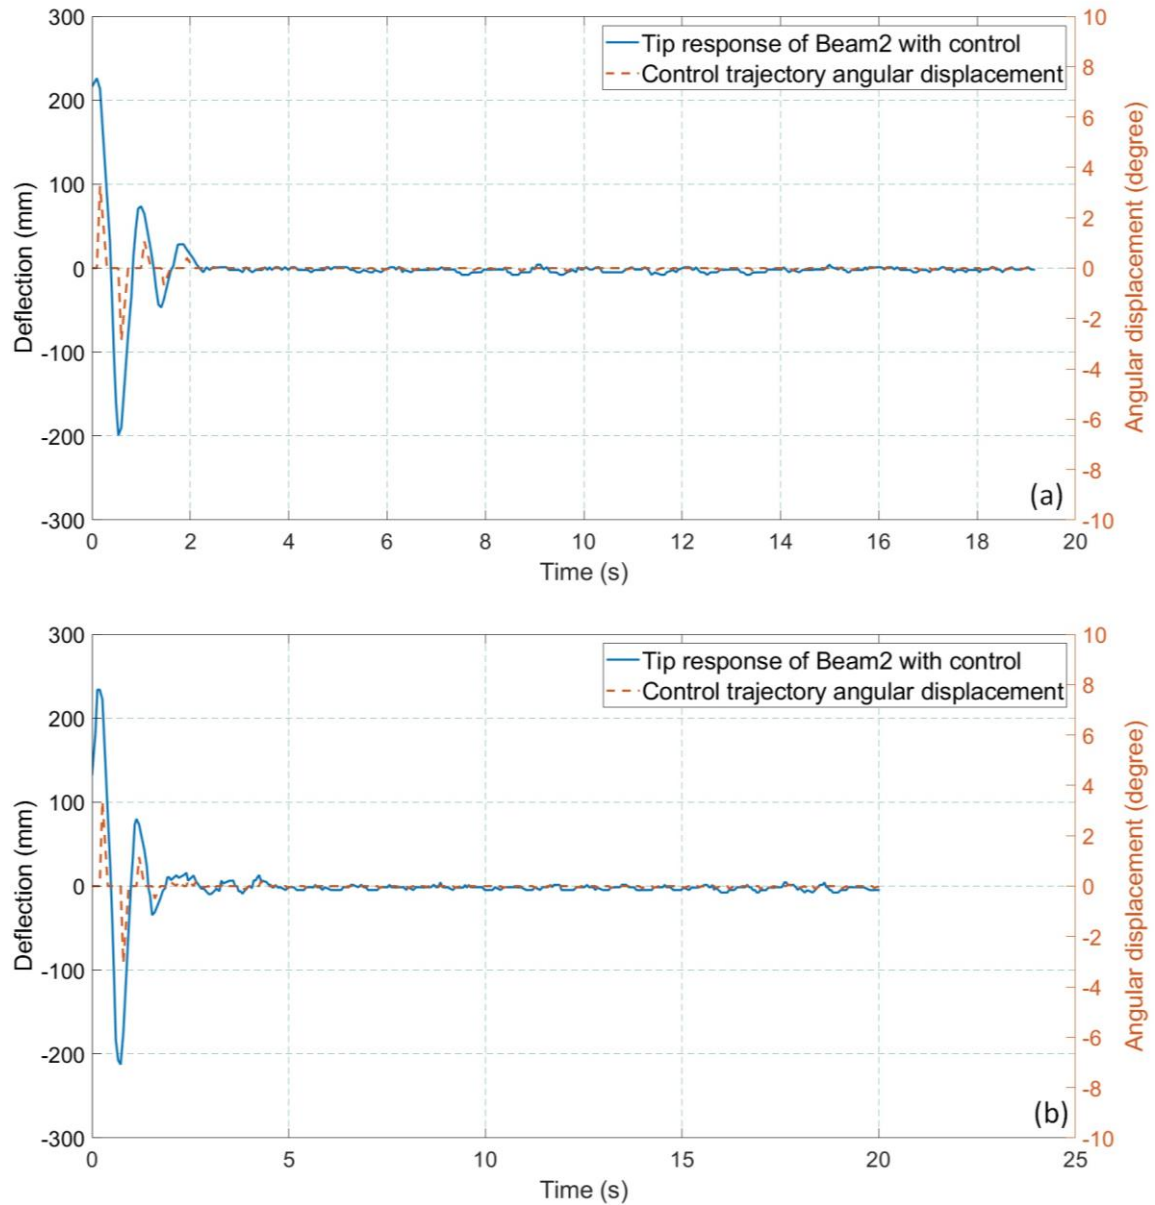 300
200
100
0
-100
-200
-300
Deflection (mm)
10
8
6
4
2
0
-2
-4
-6
-8
-10
Angular displacement (degree)
Tip response of Beam2 with control
Control trajectory angular displacement
(a)
0 2 4 6 8 10 12 14 16 18 20
Time (s)
300
200
100
0
-100
-200
-300
Deflection (mm)
10
8
6
4
2
0
-2
-4
-6
-8
-10
Angular displacement (degree)
Tip response of Beam2 with control
Control trajectory angular displacement
(b)
0 5 10 15 20 25
Time (s)